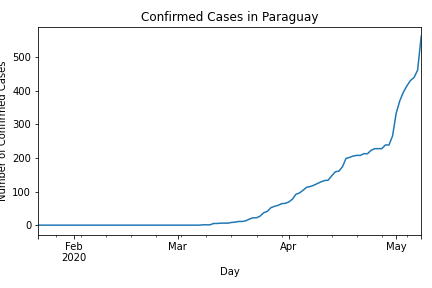 Confirmed Cases in Paraguay
Number of Confirmed Cases
500
400
300
200
100
0
Feb
2020
Mar
Apr
May
Day